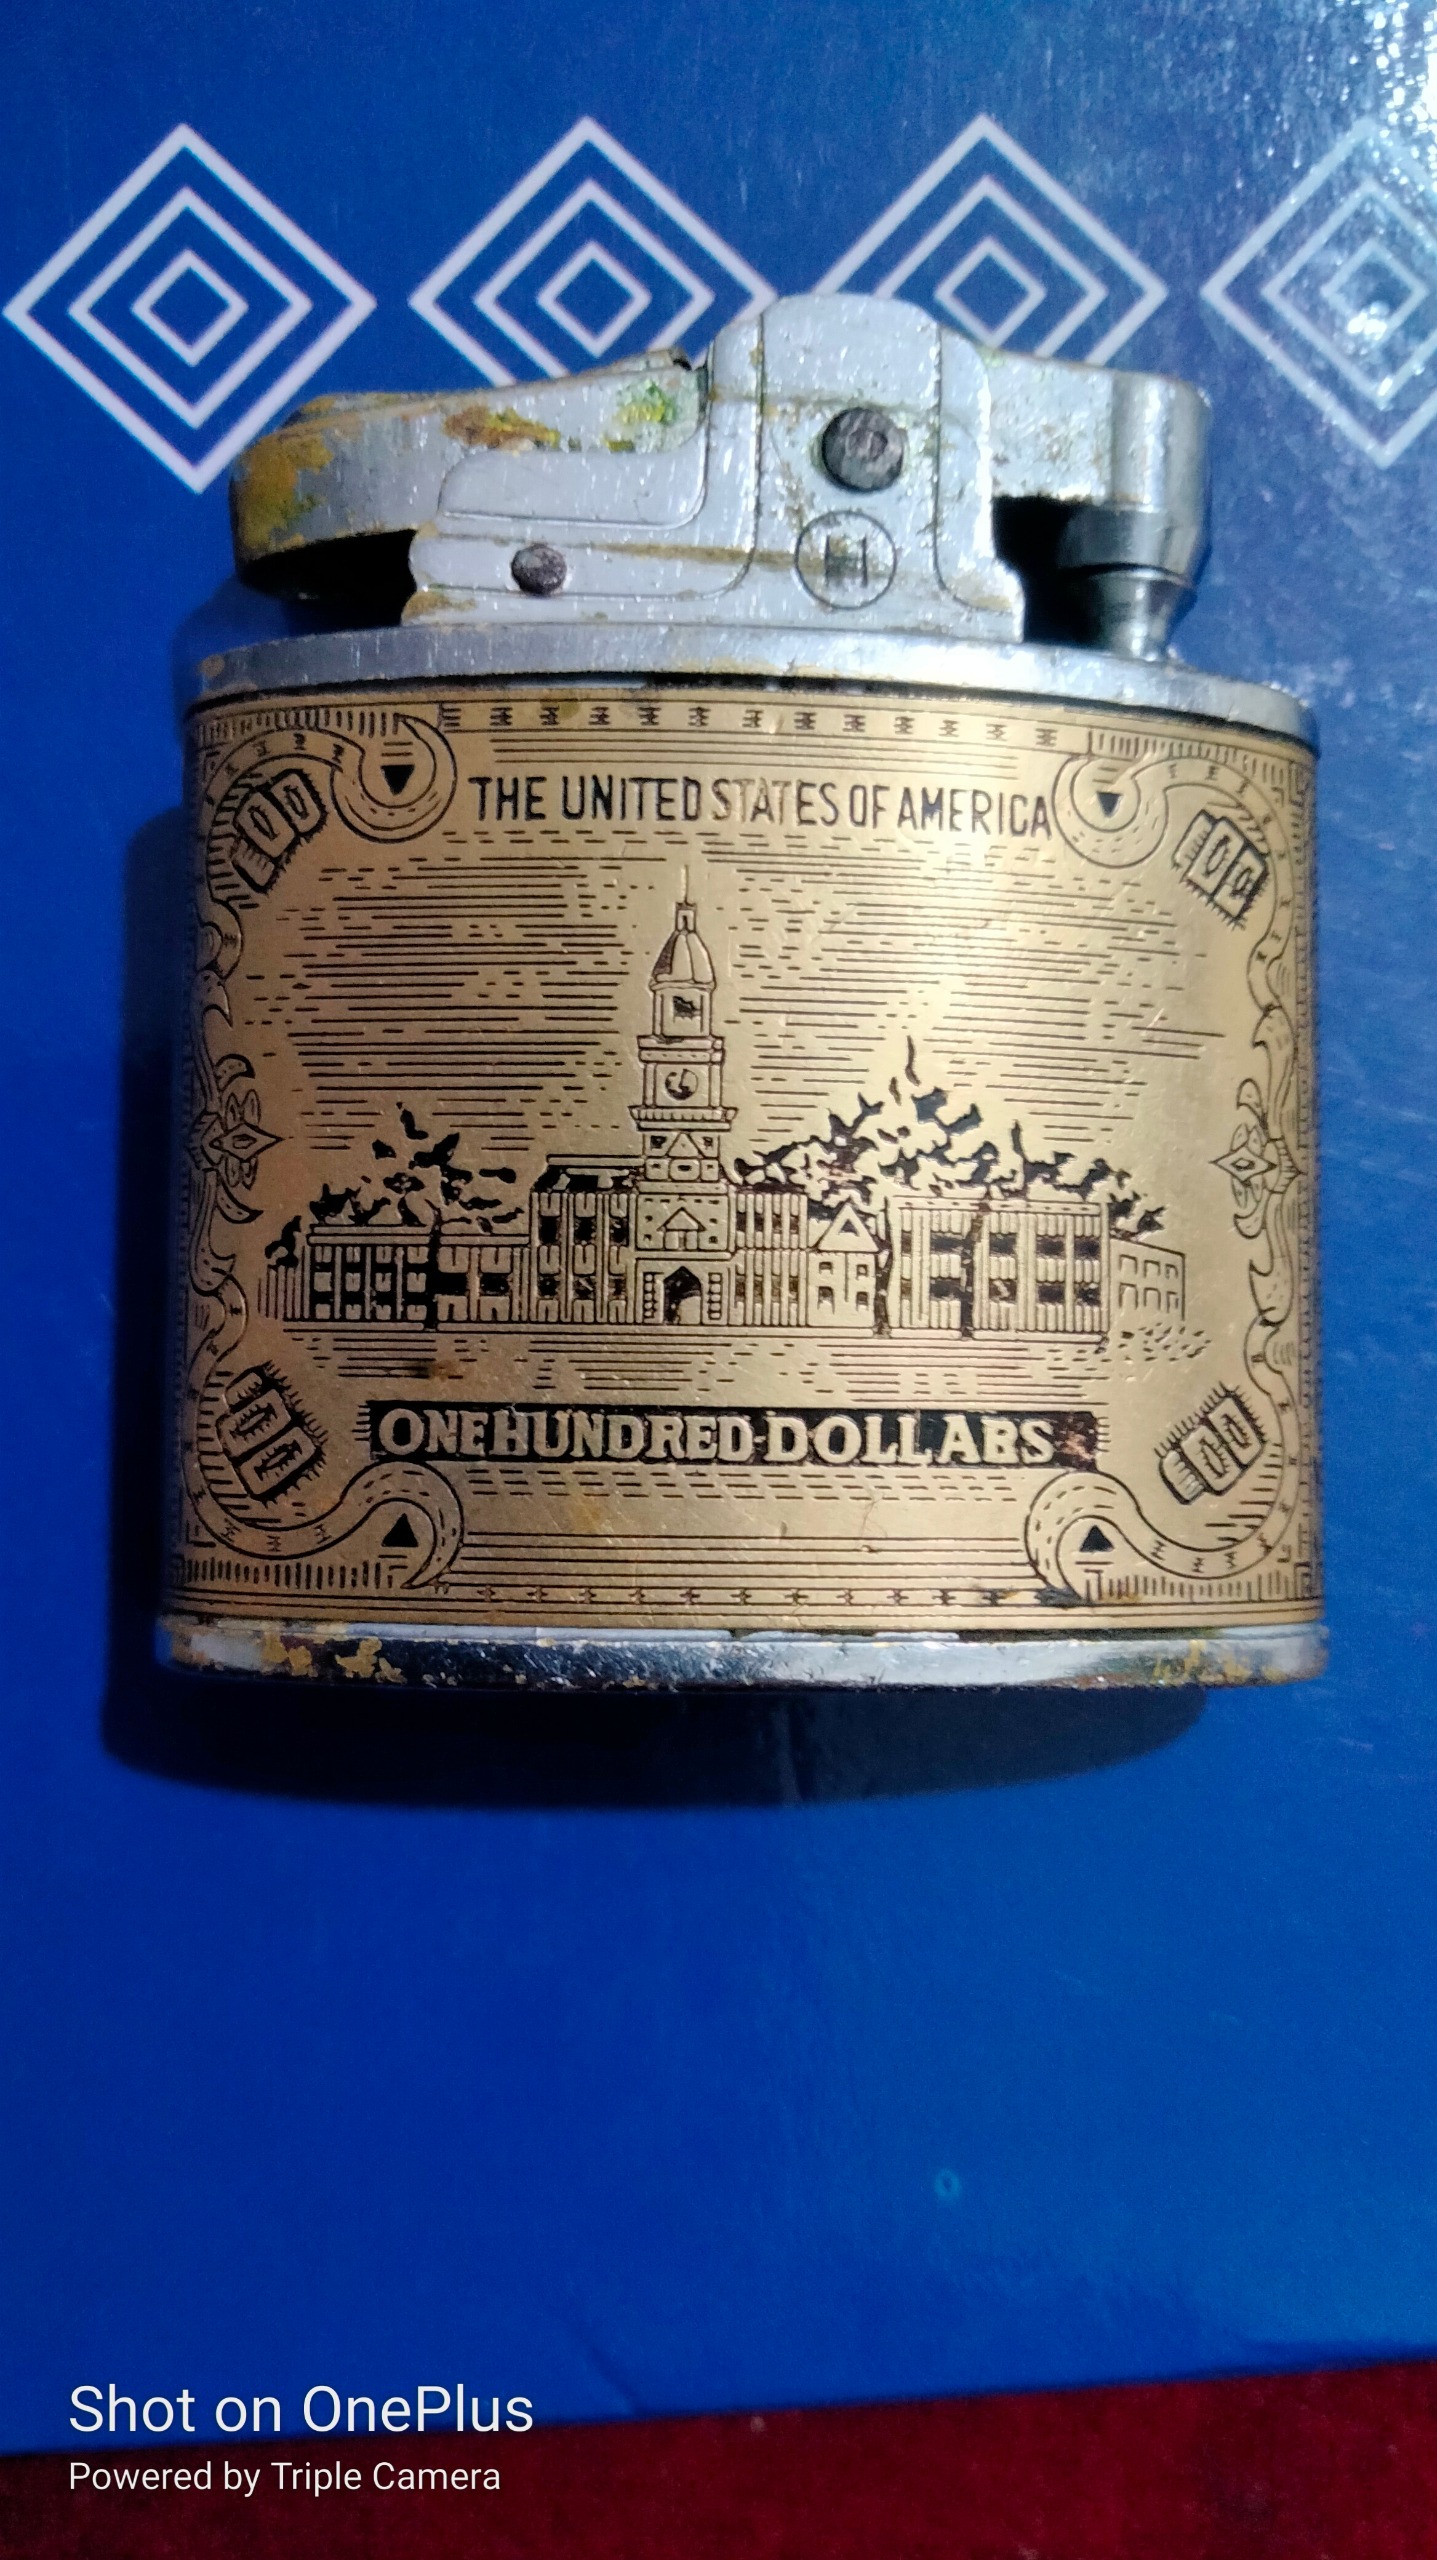 H
THE UNITED STATES OF AMERICA
100 100
100 100
ONE HUNDRED DOLLARS
Shot on OnePlus
Powered by Triple Camera